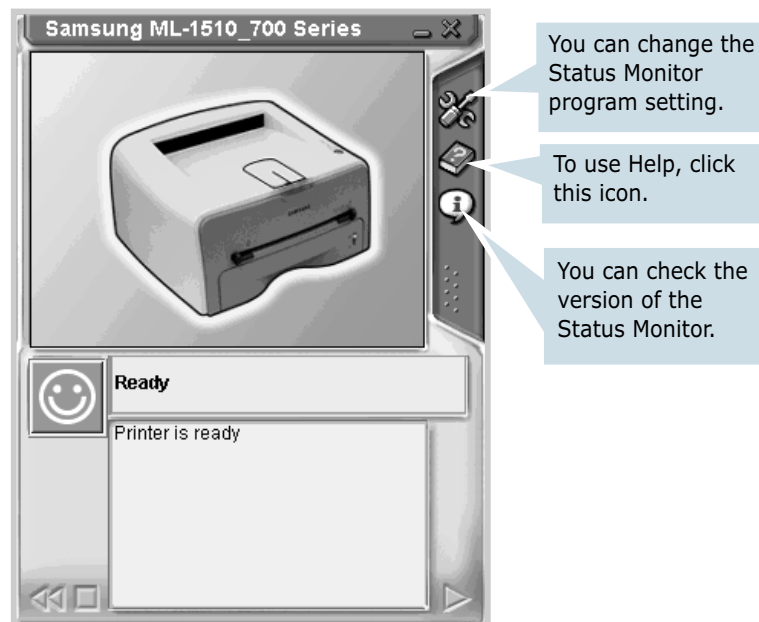 Samsung ML-1510_700 Series
You can change the
Status Monitor
program setting.
To use Help, click
this icon.
You can check the
version of the
Status Monitor.
Ready
Printer is ready